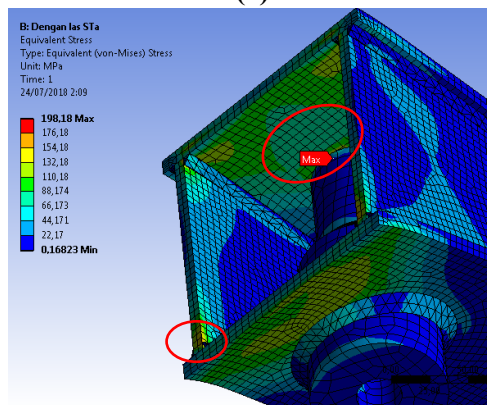 B: Dengan las STa
Equivalent Stress
Type: Equivalent (von-Mises) Stress
Unit: MPa
Time: 1
24/07/2018 2:09
198,18 Max
176,18
154,18
132,18
110,18
88,174
66,173
44,171
22,17
0,16823 Min
Max